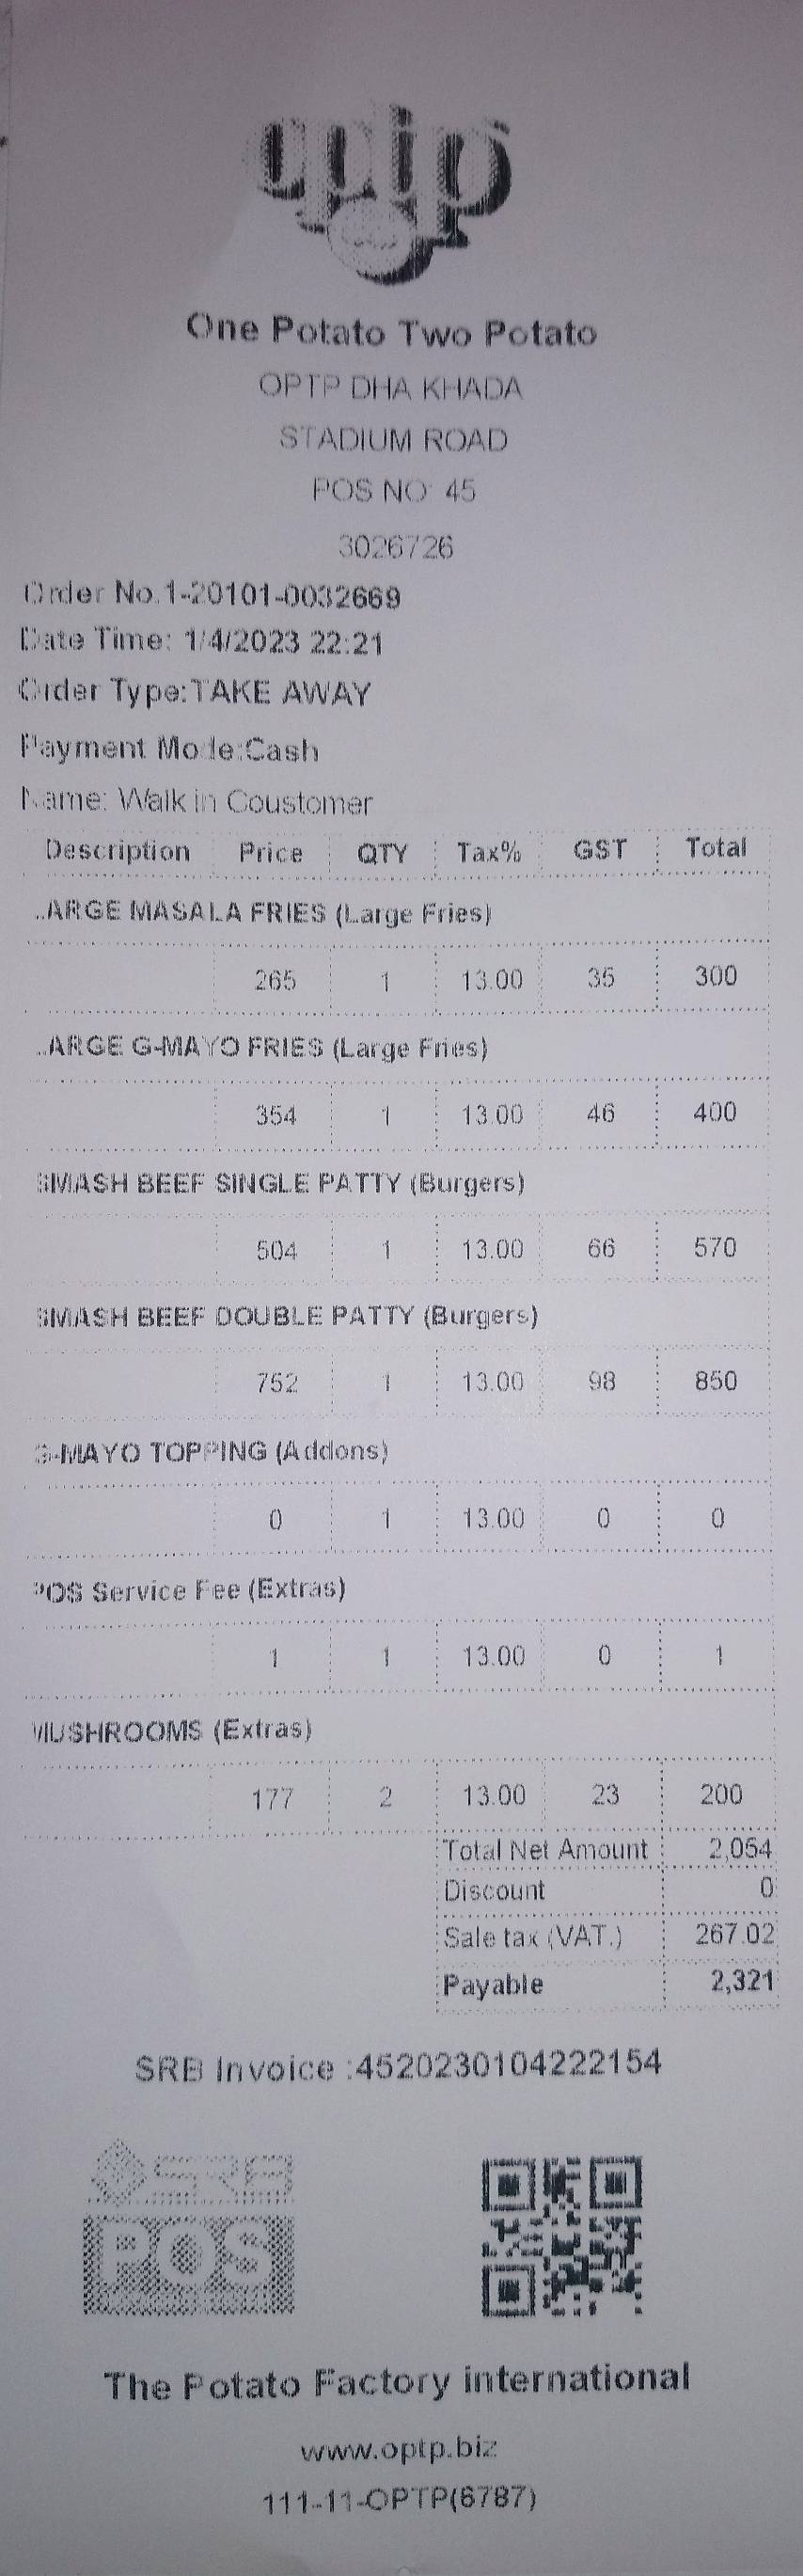 optp
One Potato Two Potato
OPTP DHA KHADA
STADIUM ROAD
POS NO: 45
3026726
Order No.1-20101-0032669
Date Time: 1/4/2023 22:21
Order Type:TAKE AWAY
Payment Mode:Cash
Name: Walk in Coustomer
Description Price QTY Tax% GST Total
LARGE MASALA FRIES (Large Fries)
265 1 13.00 35 300
LARGE G-MAYO FRIES (Large Fries)
354 1 13.00 46 400
SMASH BEEF SINGLE PATTY (Burgers)
504 1 13.00 66 570
SMASH BEEF DOUBLE PATTY (Burgers)
752 1 13.00 98 850
G-MAYO TOPPING (Addons)
0 1 13.00 0 0
POS Service Fee (Extras)
1 1 13.00 0 1
MUSHROOMS (Extras)
177 2 13.00 23 200
Total Net Amount 2,054
Discount 0
Sale tax (VAT.) 267.02
Payable 2,321
SRB Invoice :4520230104222154
SRB
POS
The Potato Factory international
www.optp.biz
111-11-OPTP(6787)